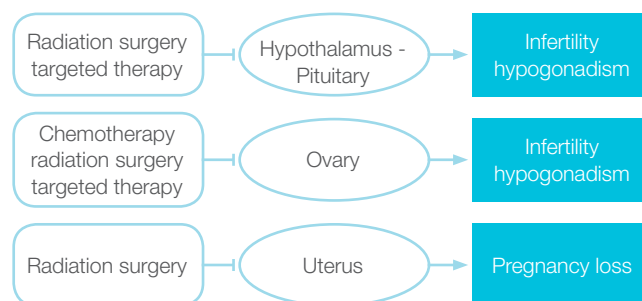 Radiation surgery
targeted therapy
Hypothalamus -
Pituitary
Infertility
hypogonadism
Chemotherapy
radiation surgery
targeted therapy
Ovary
Infertility
hypogonadism
Radiation surgery
Uterus
Pregnancy loss